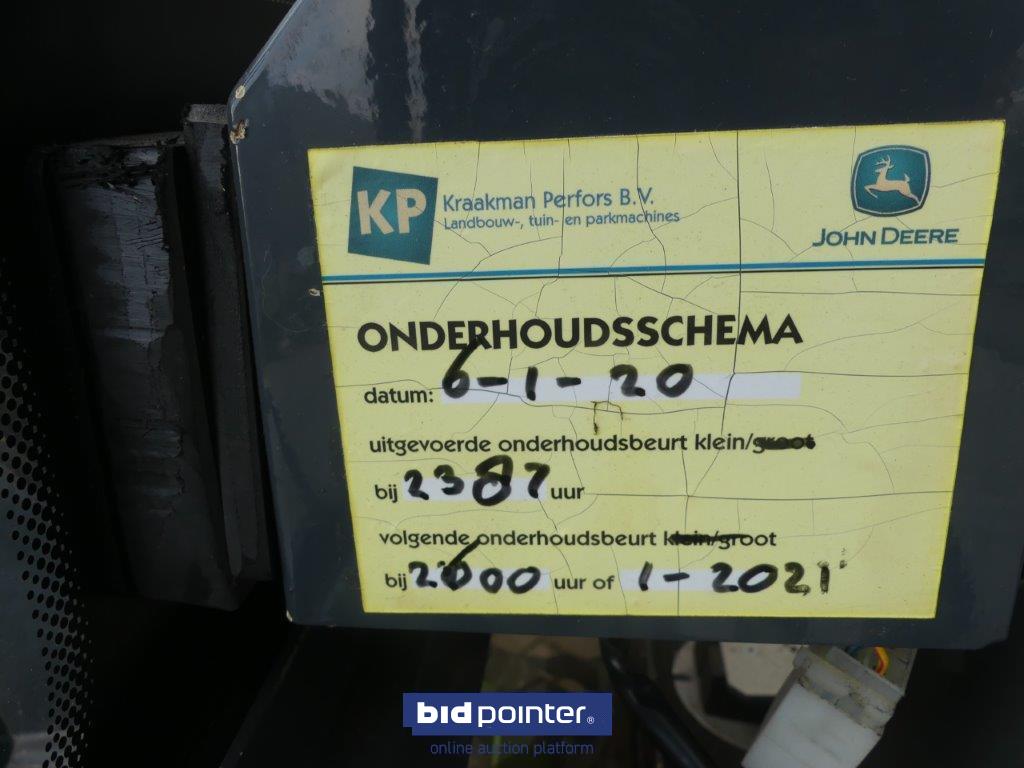 KP Kraakman Perfors B.V.
Landbouw-, tuin- en parkmachines
JOHN DEERE
ONDERHOUDSSCHEMA
datum: 6-1-20
uitgevoerde onderhoudsbeurt klein/groot
bij 2387 uur
volgende onderhoudsbeurt klein/groot
bij 2600 uur of 1-2021
bidpointer®
online auction platform